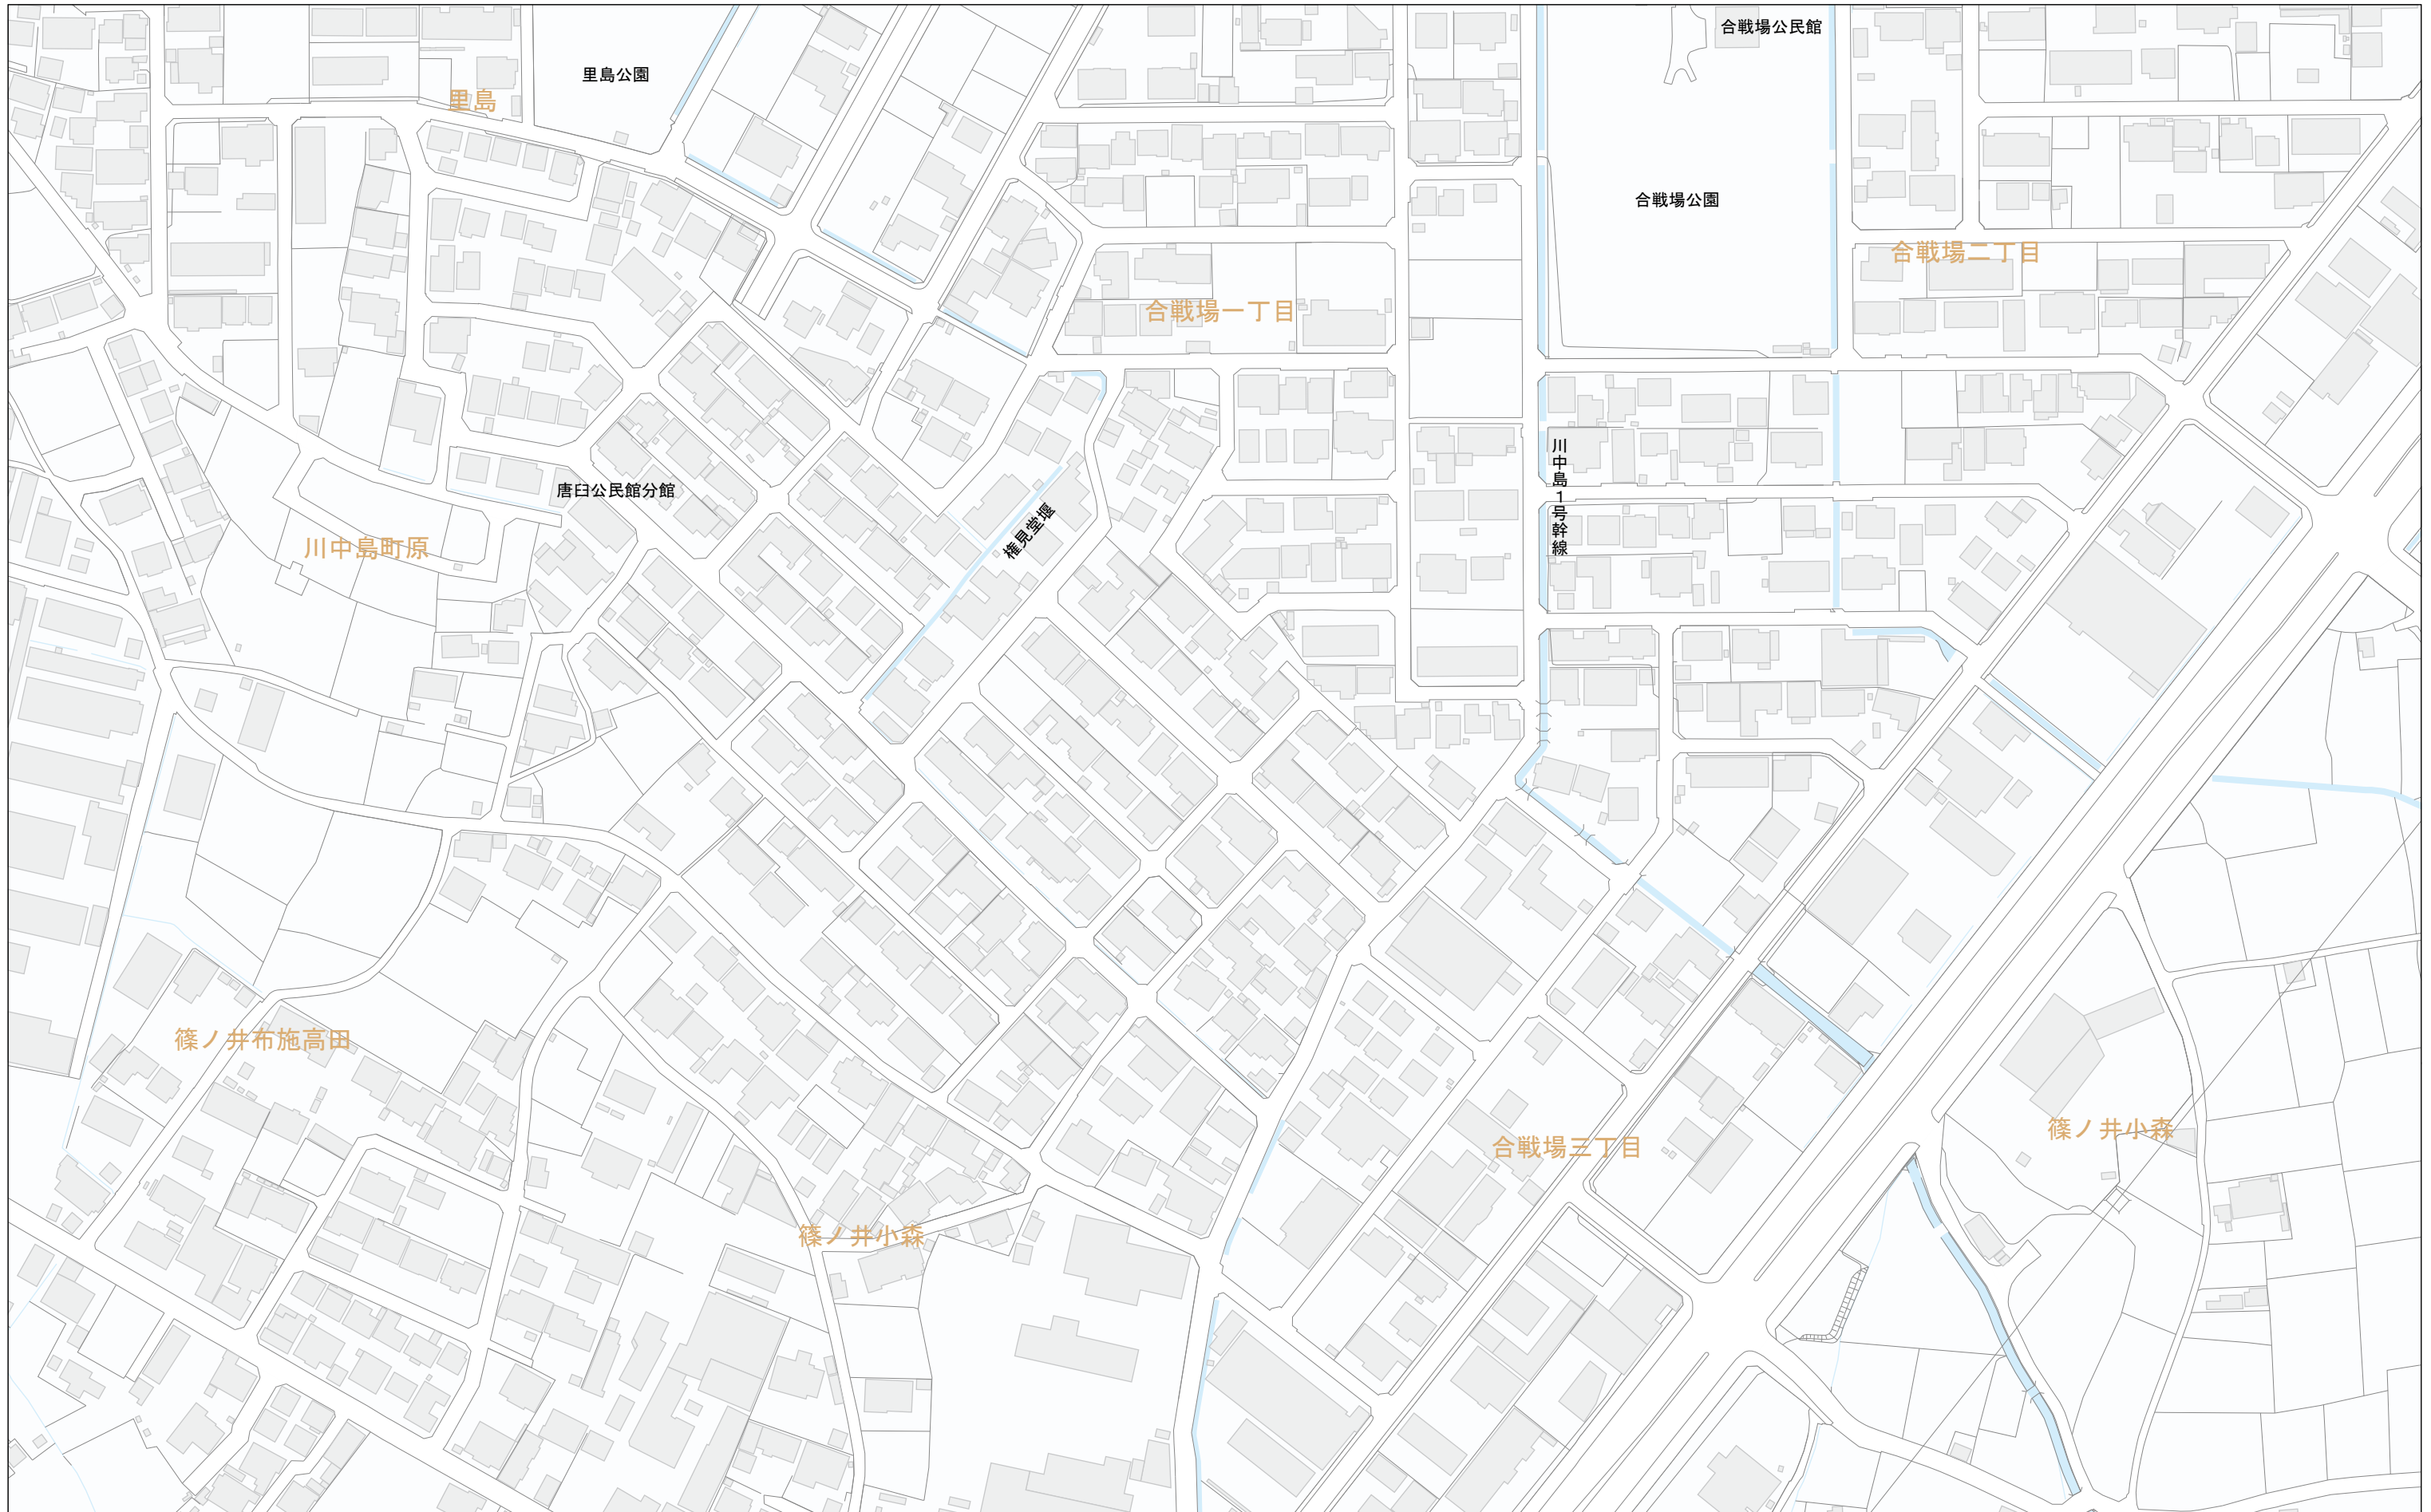 合戦場公民館
里島公園
里島
合戦場公園
合戦場二丁目
合戦場一丁目
川中島1号幹線
唐臼公民館分館
権見堂堰
川中島町原
篠ノ井布施高田
篠ノ井小森
合戦場三丁目
篠ノ井小森